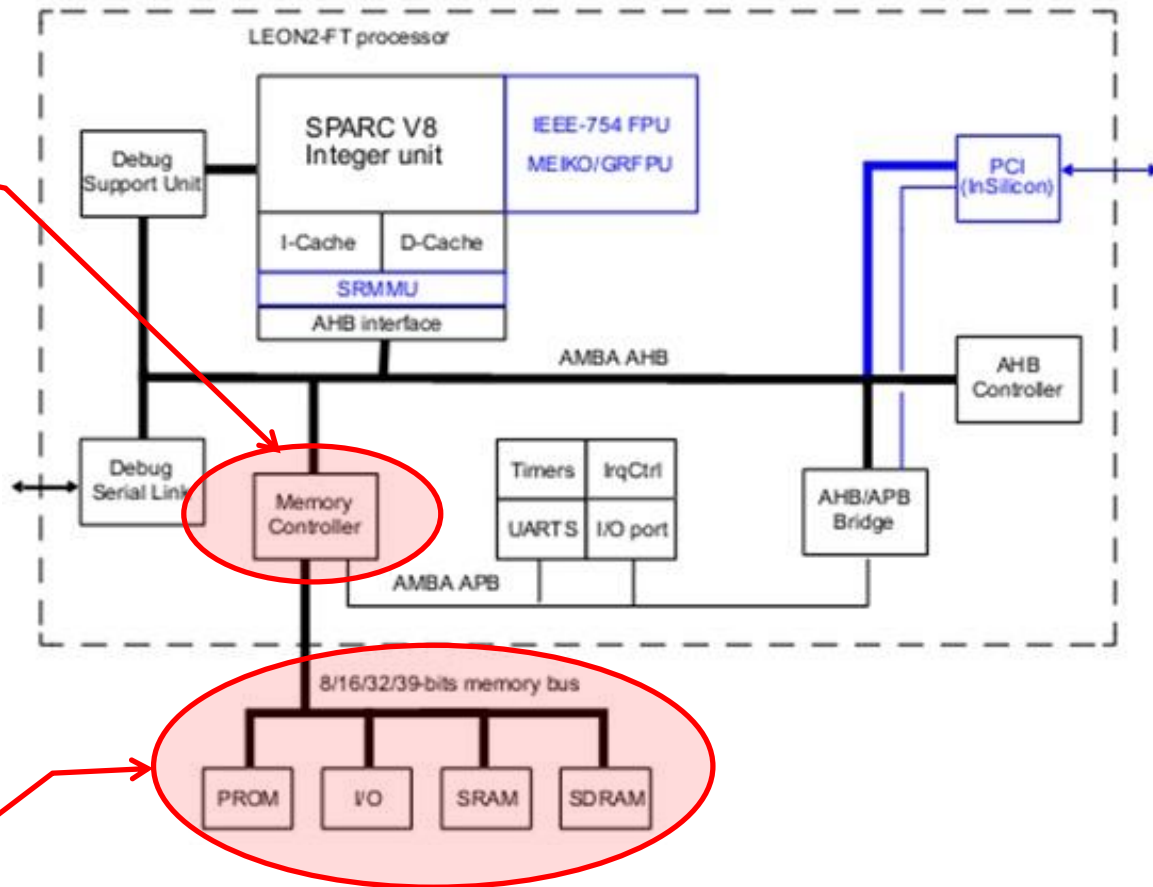 LEON2-FT processor
SPARC V8
Integer unit
IEEE-754 FPU
MEIKO/GRFPU
Debug
Support Unit
PCI
(InSilicon)
I-Cache
D-Cache
SRMMU
AHB interface
AMBA AHB
AHB
Controller
Debug
Serial Link
Memory
Controller
Timers
IrqCtrl
UARTS
I/O port
AHB/APB
Bridge
AMBA APB
8/16/32/39-bits memory bus
PROM
I/O
SRAM
SDRAM